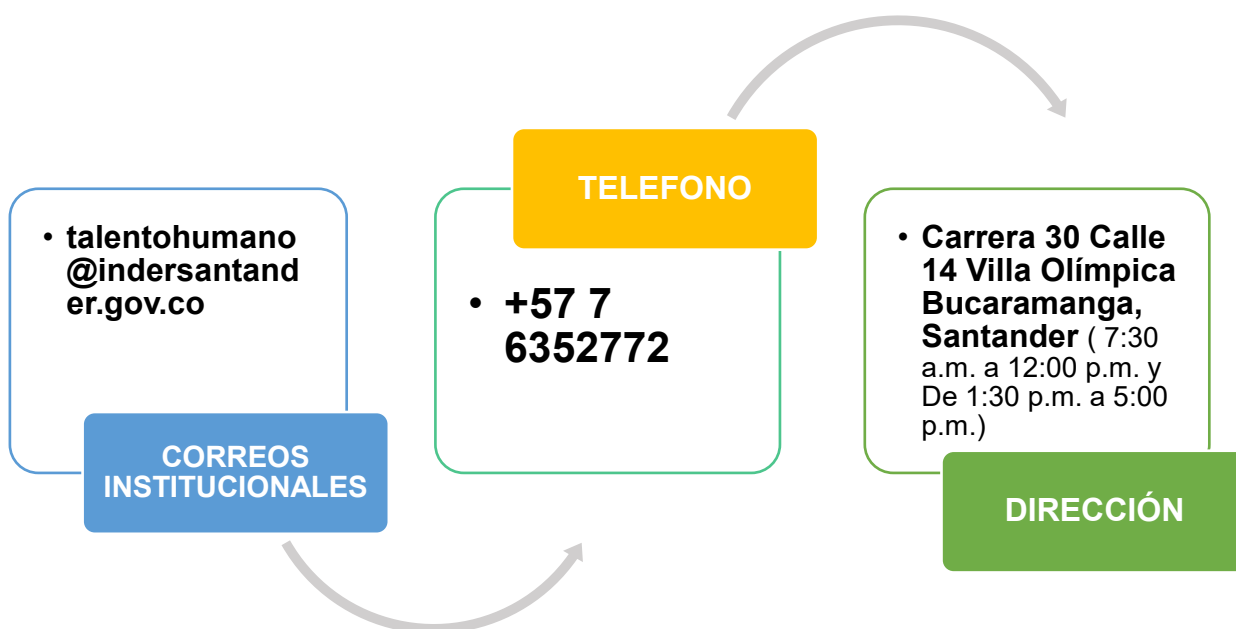 • talentohumano
@indersantand
er.gov.co
CORREOS
INSTITUCIONALES
TELEFONO
• +57 7
6352772
• Carrera 30 Calle
14 Villa Olímpica
Bucaramanga,
Santander ( 7:30
a.m. a 12:00 p.m. y
De 1:30 p.m. a 5:00
p.m.)
DIRECCIÓN